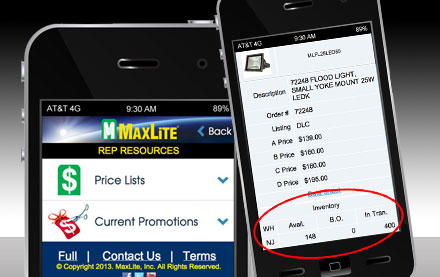 AT&T 4G 9:30 AM 89%
MAXLITE® Back
REP RESOURCES
Price Lists
Current Promotions
Full | Contact Us | Terms
© Copyright 2013. MaxLite, Inc. All Rights Reserved.
AT&T 4G 9:30 AM 89%
Description 72248 FLOOD LIGHT,
SMALL YOKE MOUNT 25W
LEDK
Order # 72248
Listing DLC
A Price $139.00
B Price $160.00
C Price $160.00
D Price $195.00
Inventory
WH Avail. B.O. In Tran.
NJ 148 0 400